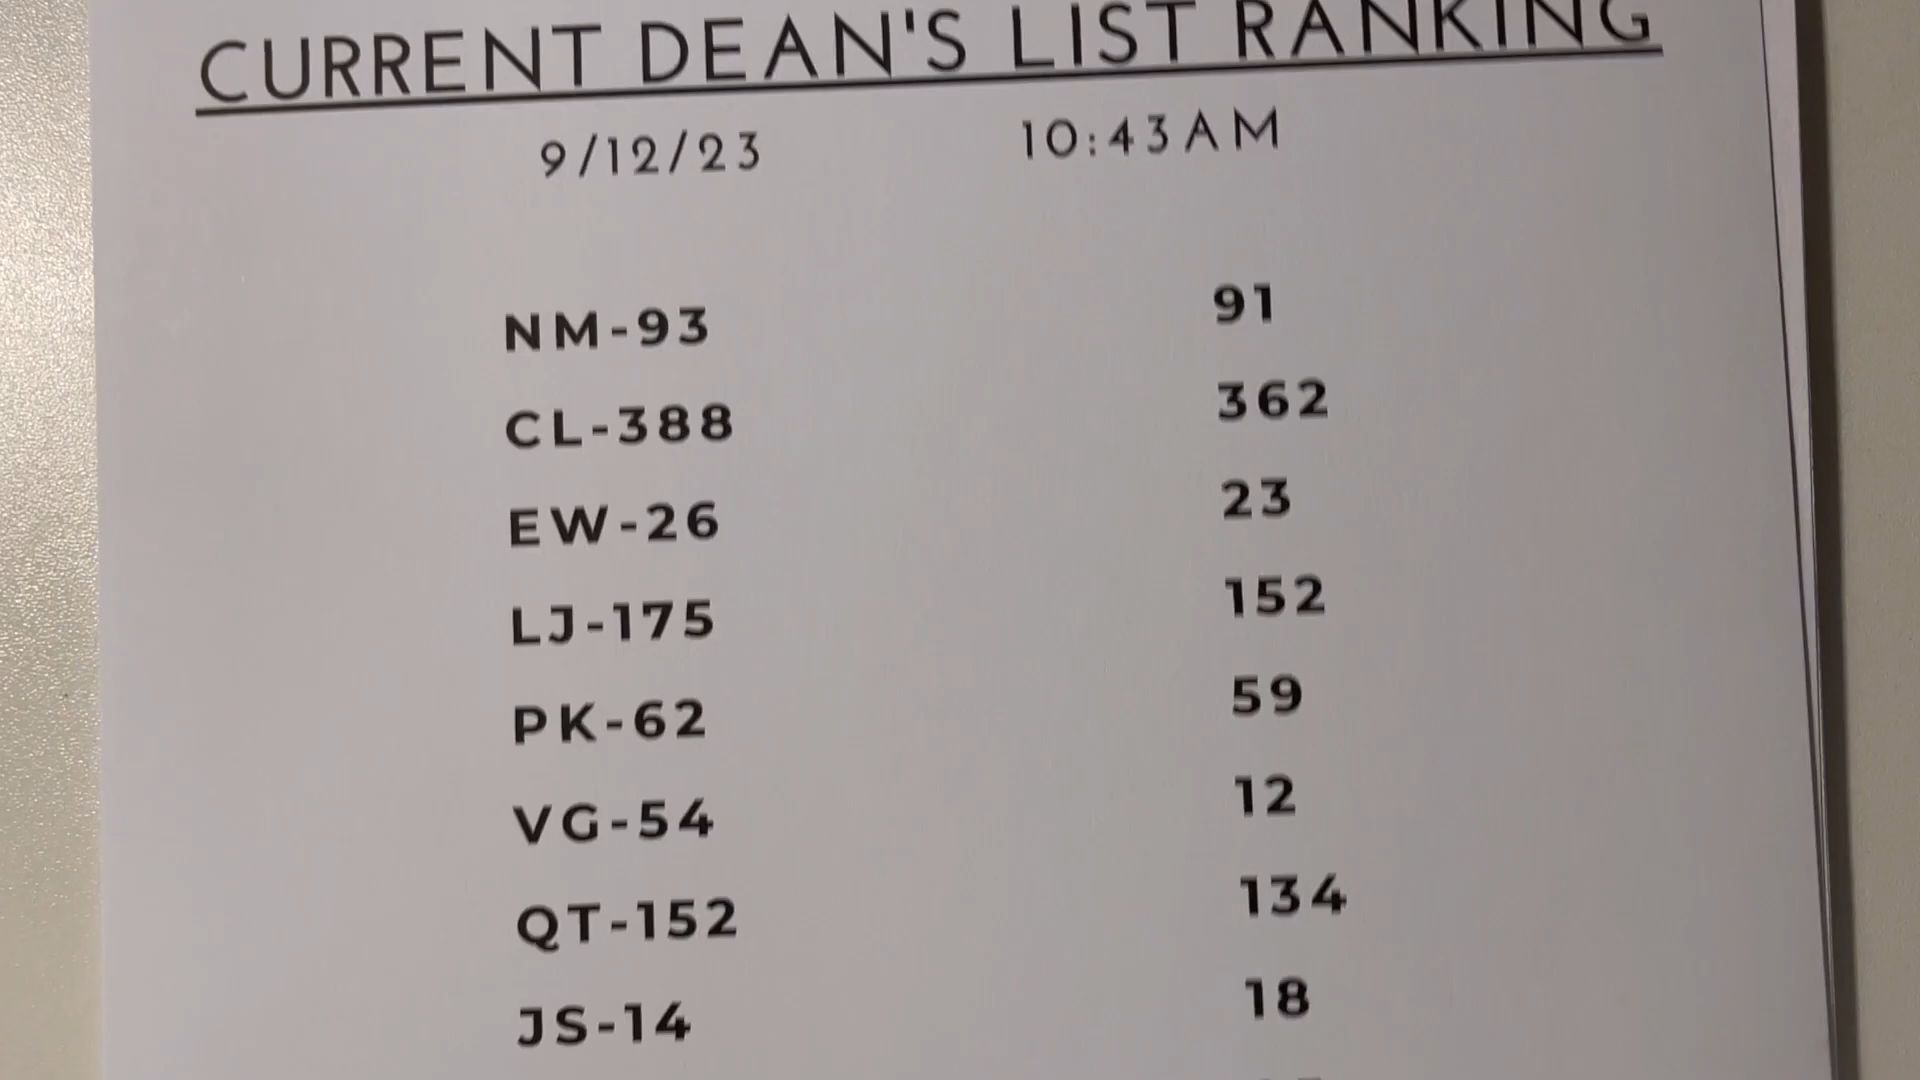 CURRENT DEAN'S LIST RANKING
9/12/23 10:43AM
NM-93 91
CL-388 362
EW-26 23
LJ-175 152
PK-62 59
VG-54 12
QT-152 134
JS-14 18